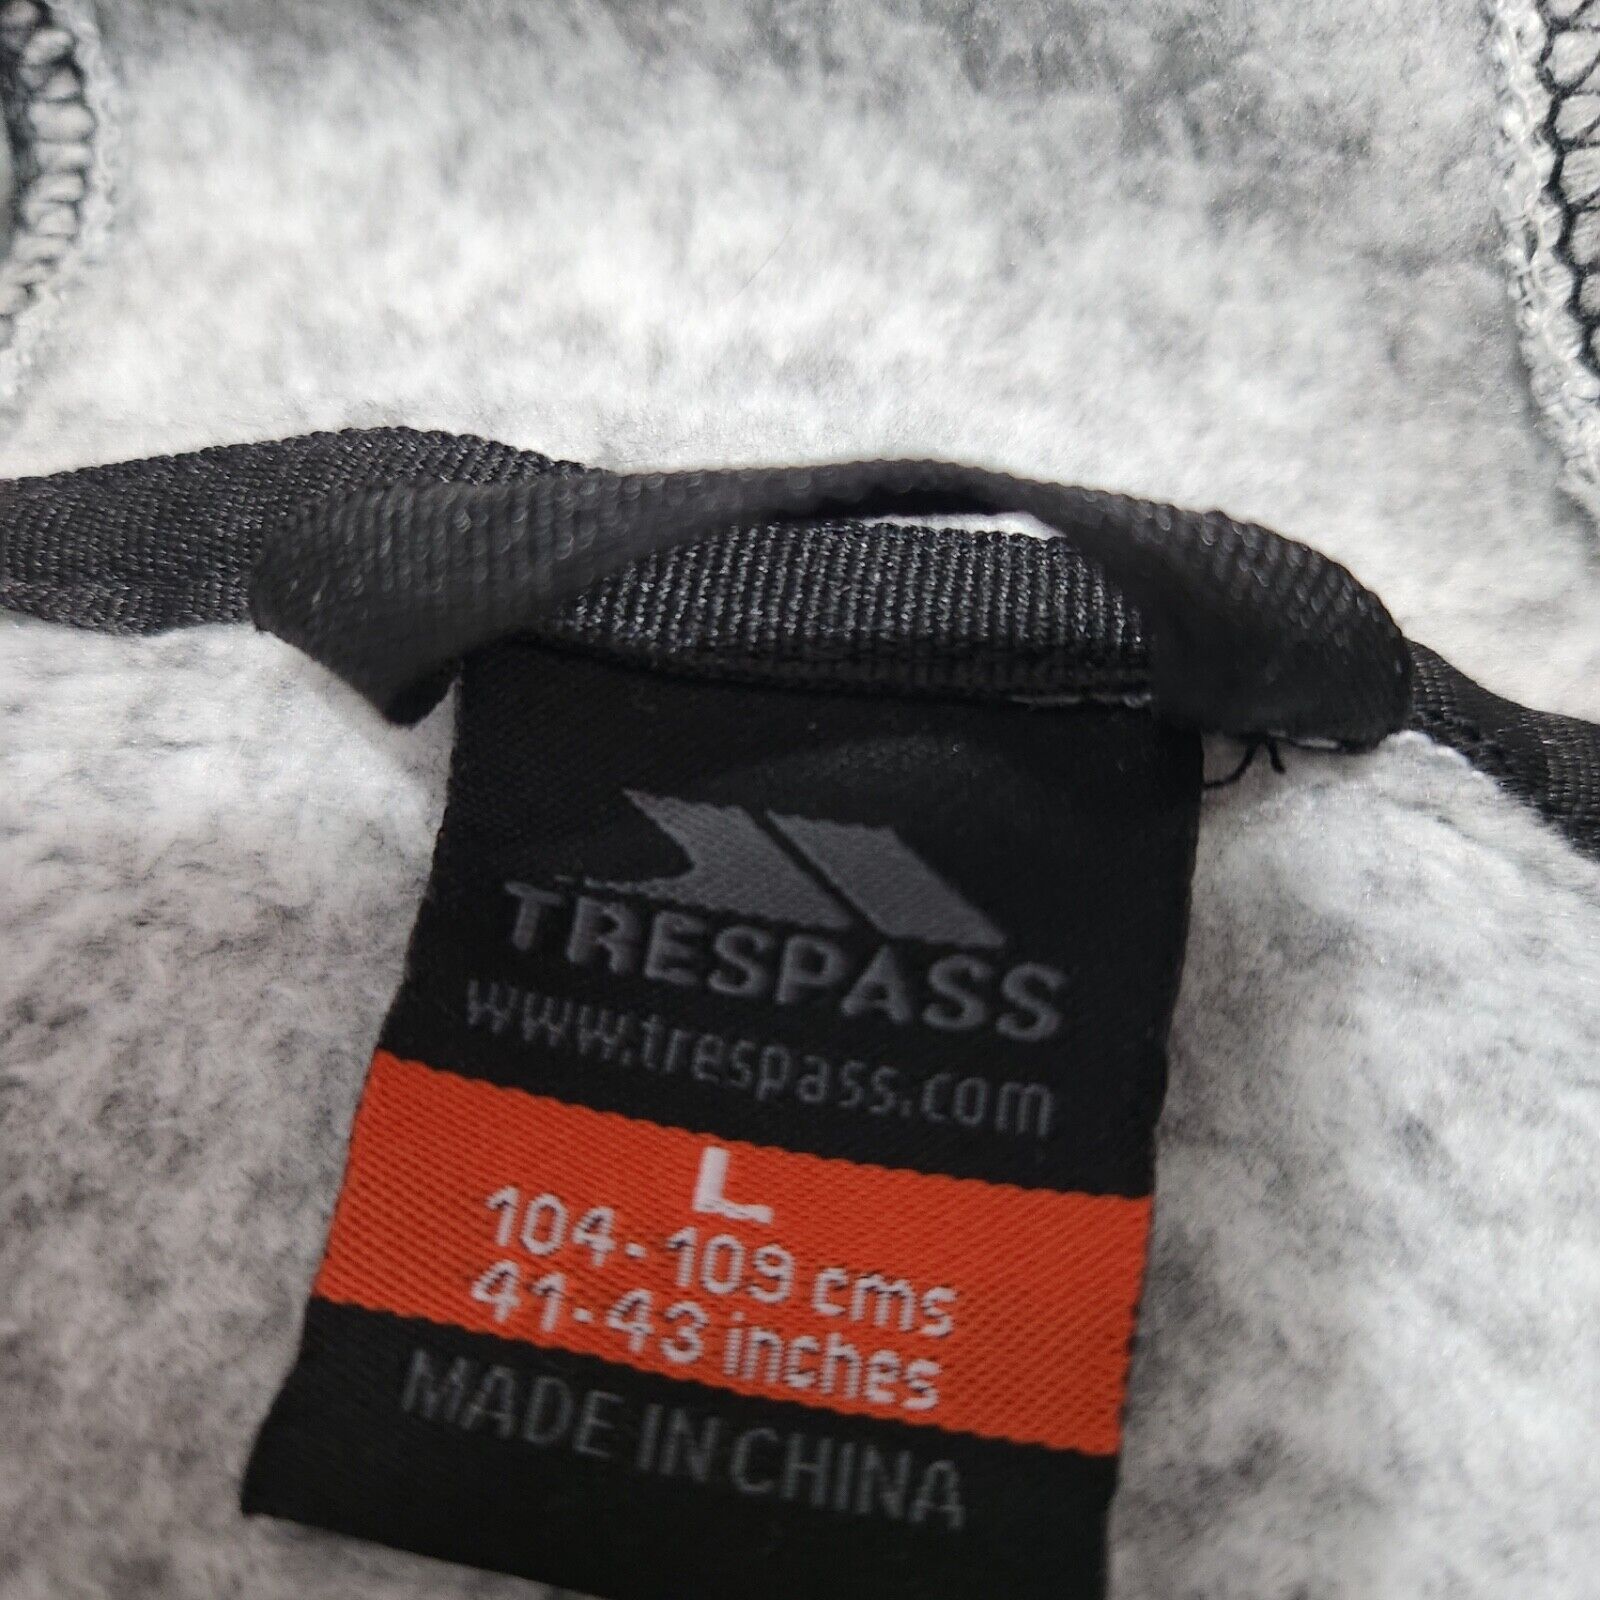 TRESPASS
www.trespass.com
L
104-109 cms
41-43 inches
MADE IN CHINA